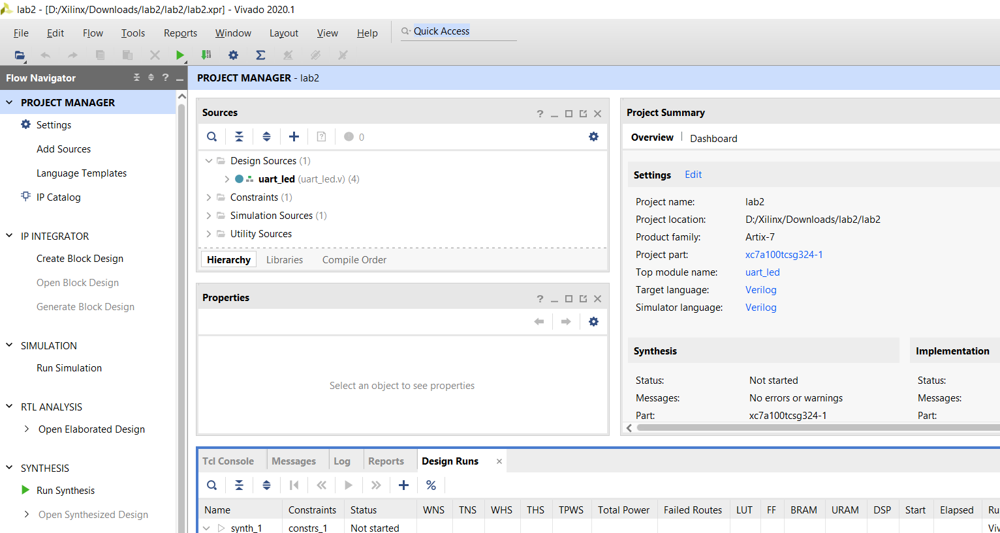 lab2 - [D:/Xilinx/Downloads/lab2/lab2/lab2.xpr] - Vivado 2020.1
File Edit Flow Tools Reports Window Layout View Help Quick Access
Flow Navigator
PROJECT MANAGER - lab2
PROJECT MANAGER
Settings
Add Sources
Language Templates
IP Catalog
IP INTEGRATOR
Create Block Design
Open Block Design
Generate Block Design
SIMULATION
Run Simulation
RTL ANALYSIS
Open Elaborated Design
SYNTHESIS
Run Synthesis
Open Synthesized Design
Sources
0
Design Sources (1)
uart_led (uart_led.v) (4)
Constraints (1)
Simulation Sources (1)
Utility Sources
Hierarchy Libraries Compile Order
Properties
Select an object to see properties
Project Summary
Overview Dashboard
Settings Edit
Project name: lab2
Project location: D:/Xilinx/Downloads/lab2/lab2
Product family: Artix-7
Project part: xc7a100tcsg324-1
Top module name: uart_led
Target language: Verilog
Simulator language: Verilog
Synthesis
Status: Not started
Messages: No errors or warnings
Part: xc7a100tcsg324-1
Implementation
Status:
Messages:
Part:
Tcl Console Messages Log Reports Design Runs
Name Constraints Status WNS TNS WHS THS TPWS Total Power Failed Routes LUT FF BRAM URAM DSP Start Elapsed Ru
synth_1 constrs_1 Not started Viv